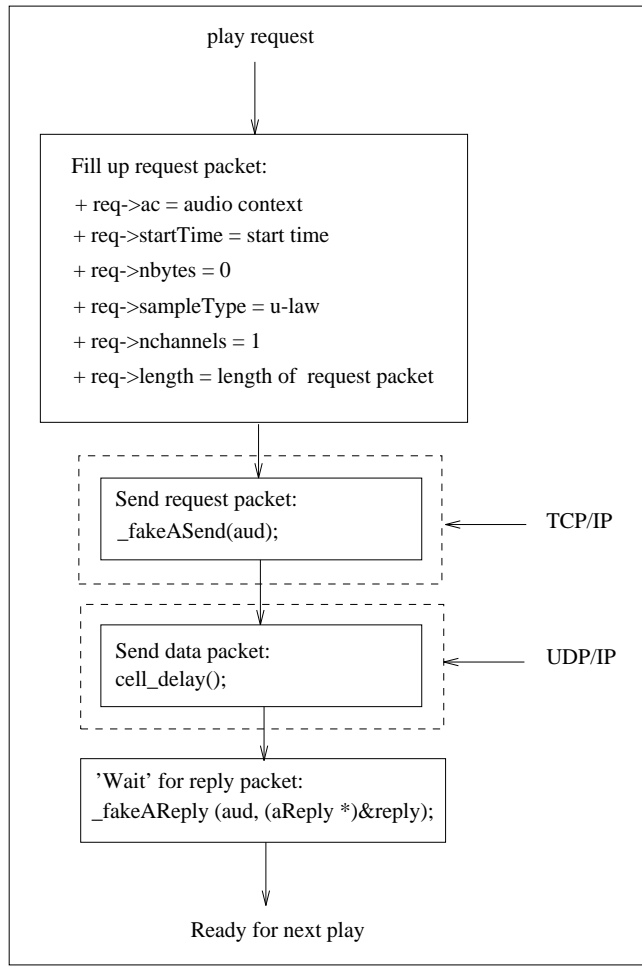 play request
Fill up request packet:
+ req->ac = audio context
+ req->startTime = start time
+ req->nbytes = 0
+ req->sampleType = u-law
+ req->nchannels = 1
+ req->length = length of  request packet
Send request packet:
_fakeASend(aud);
TCP/IP
Send data packet:
cell_delay();
UDP/IP
’Wait’ for reply packet:
_fakeAReply (aud, (aReply *)&reply);
Ready for next play